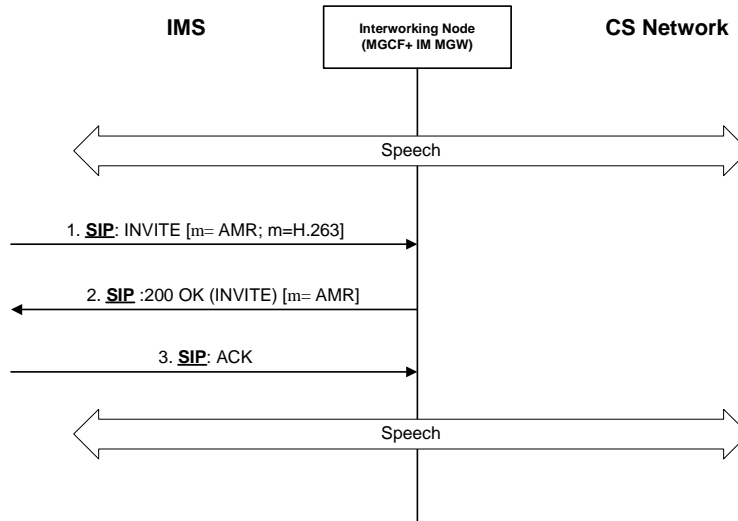 IMS
Interworking Node
(MGCF+ IM MGW)
CS Network
Speech
1. SIP: INVITE [m= AMR; m=H.263]
2. SIP :200 OK (INVITE) [m= AMR]
3. SIP: ACK
Speech